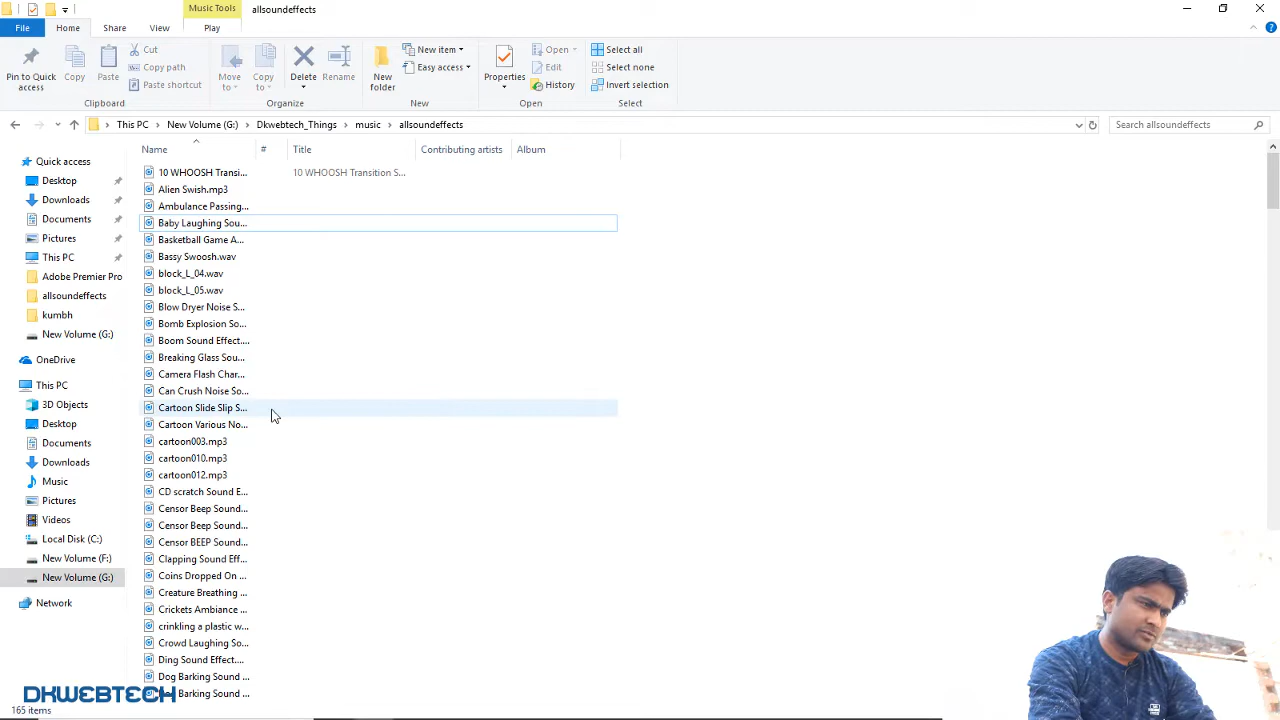 Music Tools
allsoundeffects
File
Home
Share
View
Play
Pin to Quick access
Copy
Paste
Cut
Copy path
Paste shortcut
Clipboard
Move to
Copy to
Delete
Rename
Organize
New folder
New item
Easy access
New
Properties
Open
Edit
History
Open
Select all
Select none
Invert selection
Select
This PC
New Volume (G:)
Dkwebtech_Things
music
allsoundeffects
Search allsoundeffects
Name
#
Title
Contributing artists
Album
Quick access
Desktop
Downloads
Documents
Pictures
This PC
Adobe Premier Pro
allsoundeffects
kumbh
New Volume (G:)
OneDrive
This PC
3D Objects
Desktop
Documents
Downloads
Music
Pictures
Videos
Local Disk (C:)
New Volume (F:)
New Volume (G:)
Network
10 WHOOSH Transi... 10 WHOOSH Transition S...
Alien Swish.mp3
Ambulance Passing...
Baby Laughing Sou...
Basketball Game A...
Bassy Swoosh.wav
block_L_04.wav
block_L_05.wav
Blow Dryer Noise S...
Bomb Explosion So...
Boom Sound Effect....
Breaking Glass Sou...
Camera Flash Char...
Can Crush Noise So...
Cartoon Slide Slip S...
Cartoon Various No...
cartoon003.mp3
cartoon010.mp3
cartoon012.mp3
CD scratch Sound E...
Censor Beep Sound...
Censor Beep Sound...
Censor BEEP Sound...
Clapping Sound Eff...
Coins Dropped On ...
Creature Breathing ...
Crickets Ambiance ...
crinkling a plastic w...
Crowd Laughing So...
Ding Sound Effect....
Dog Barking Sound ...
Barking Sound ...
DKWEBTECH
165 items